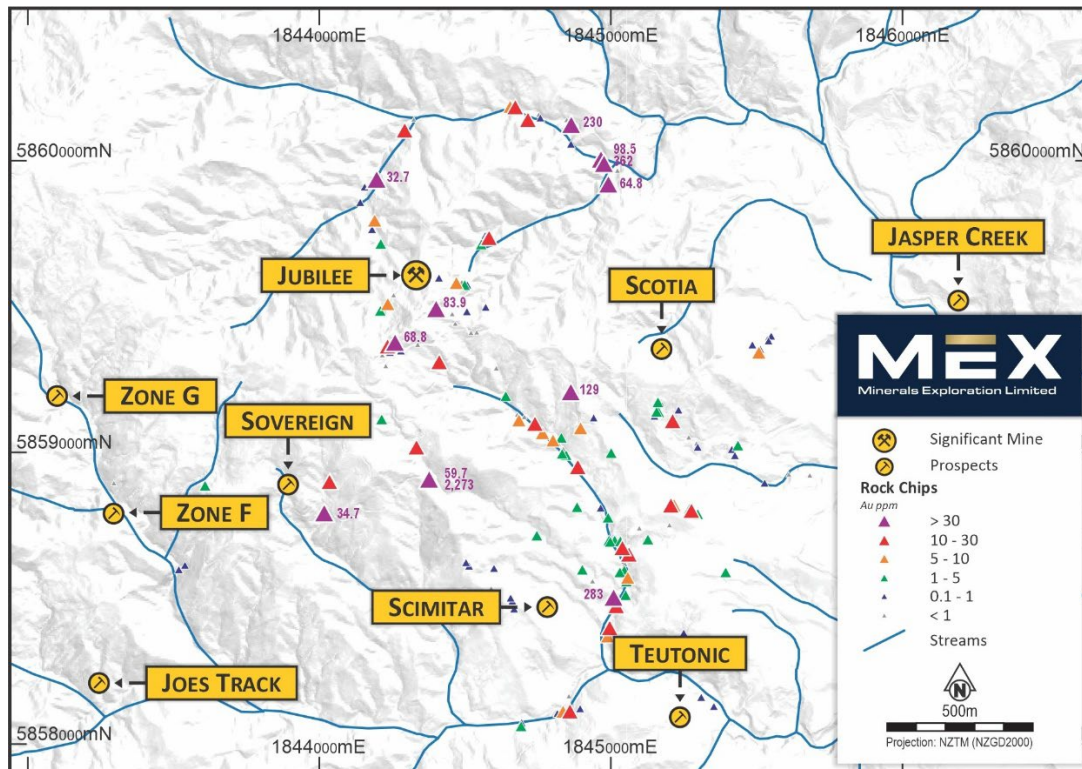 1844000mE
1845000mE
1846000mE
5860000mN
5860000mN
230
98.5
262
64.8
32.7
JASPER CREEK
JUBILEE
SCOTIA
83.9
68.8
129
ZONE G
SOVEREIGN
5859000mN
59.7
2,273
34.7
ZONE F
283
SCIMITAR
TEUTONIC
JOES TRACK
5858000mN
1844000mE
1845000mE
MEX
Minerals Exploration Limited
Significant Mine
Prospects
Rock Chips
Au ppm
> 30
10 - 30
5 - 10
1 - 5
0.1 - 1
< 1
Streams
N
500m
Projection: NZTM (NZGD2000)